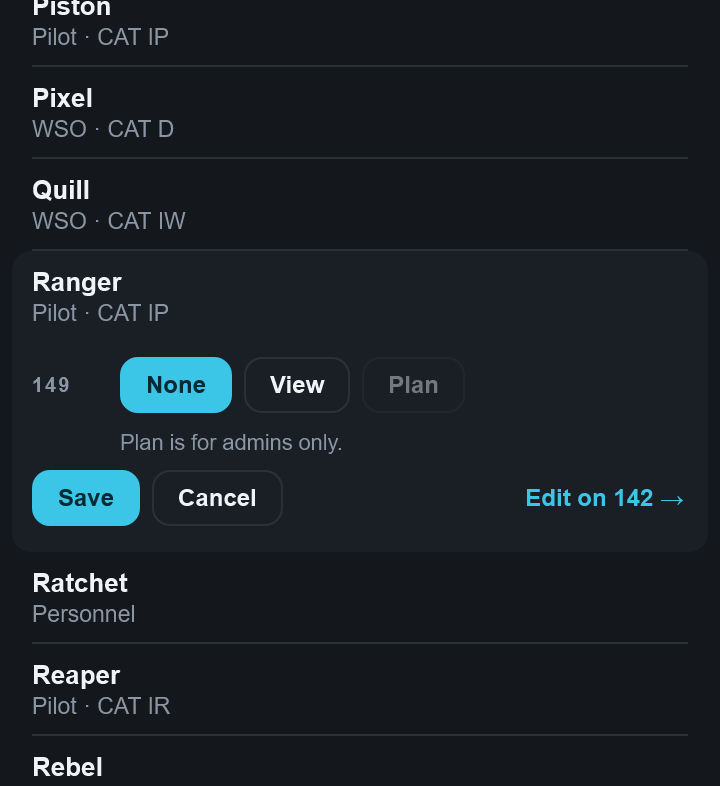 Piston
Pilot · CAT IP
Pixel
WSO · CAT D
Quill
WSO · CAT IW
Ranger
Pilot · CAT IP
149 None View Plan
Plan is for admins only.
Save Cancel Edit on 142 →
Ratchet
Personnel
Reaper
Pilot · CAT IR
Rebel